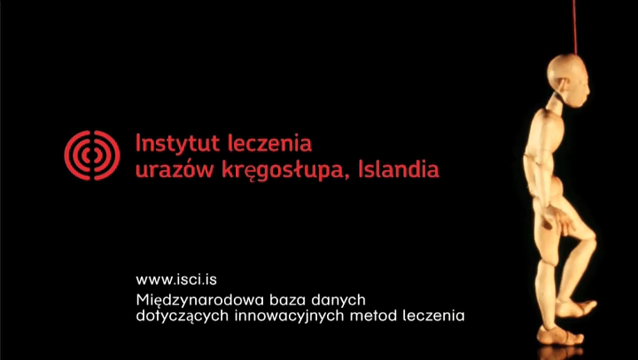 Instytut leczenia
urazów kręgosłupa, Islandia
www.isci.is
Międzynarodowa baza danych
dotyczących innowacyjnych metod leczenia